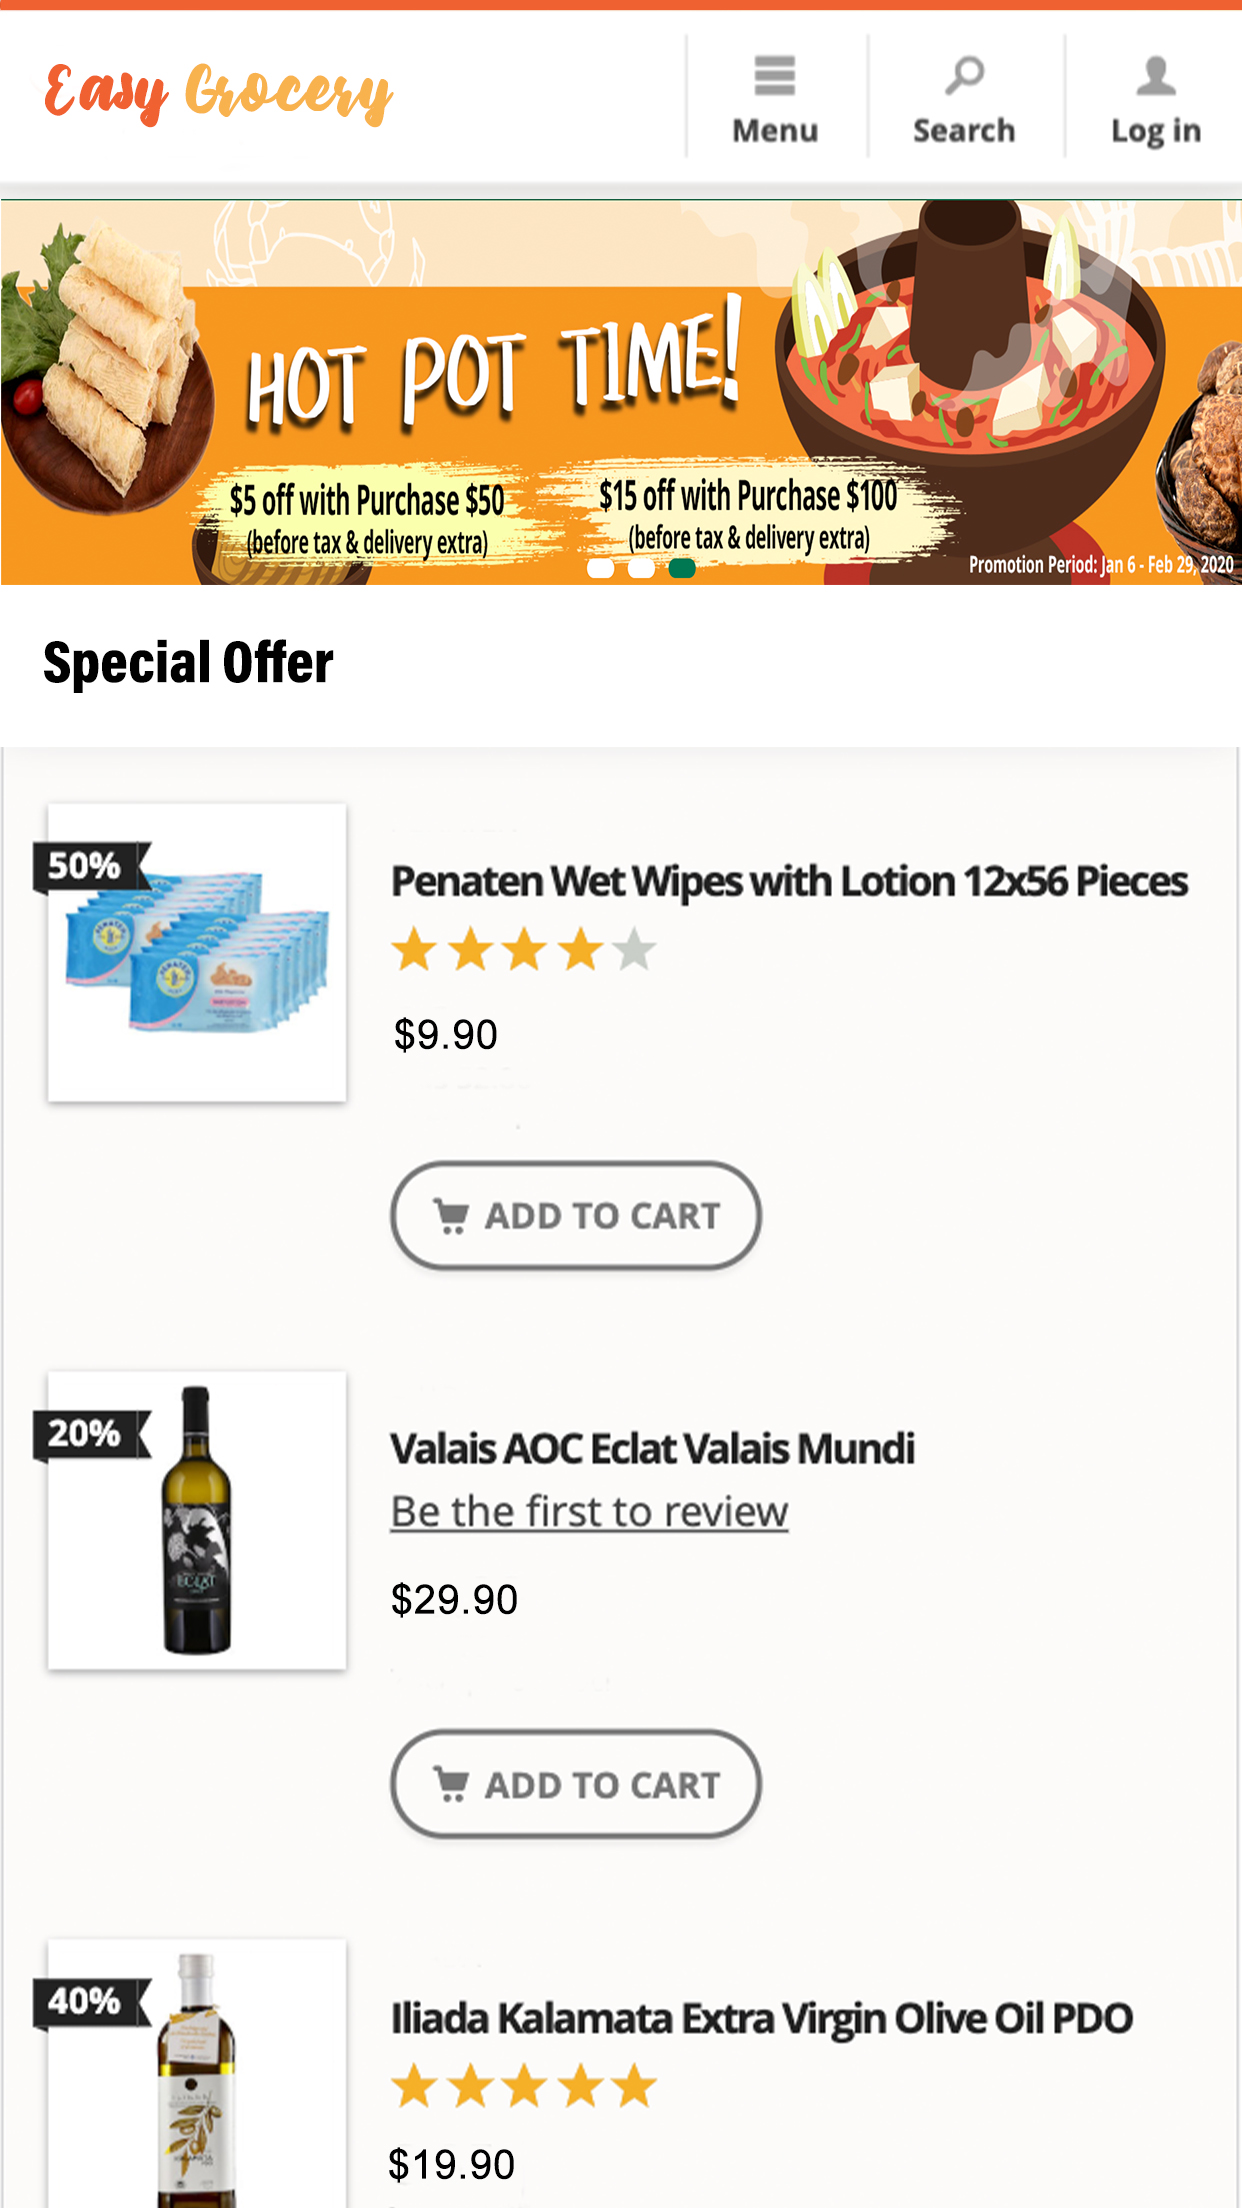 Easy Grocery
Menu
Search
Log in
HOT POT TIME!
$5 off with Purchase $50
(before tax & delivery extra)
$15 off with Purchase $100
(before tax & delivery extra)
Promotion Period: Jan 6 - Feb 29, 2020
Special Offer
50%
PENATEN
PENATEN
Penaten Wet Wipes with Lotion 12x56 Pieces
$9.90
ADD TO CART
20%
ECLAT
Valais AOC Eclat Valais Mundi
Be the first to review
$29.90
ADD TO CART
40%
Iliada Kalamata Extra Virgin Olive Oil PDO
$19.90